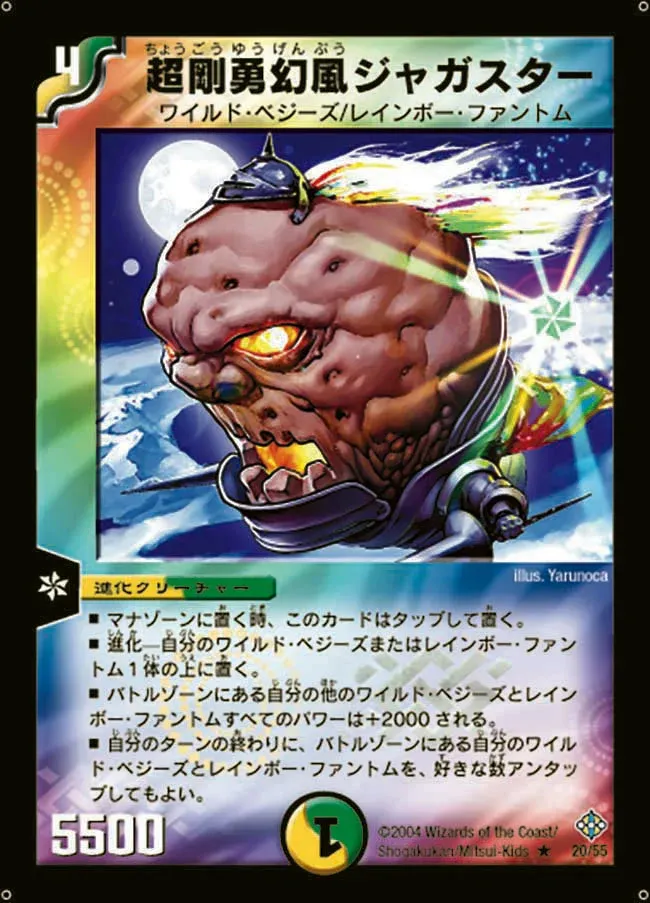 4
ちょうごうゆうげんぷう
超剛勇幻風ジャガスター
ワイルド・ベジーズ/レインボー・ファントム
illus. Yarunoca
進化クリーチャー
■ マナゾーンに置く時、このカードはタップして置く。
■ 進化―自分のワイルド・ベジーズまたはレインボー・ファン
トム1体の上に置く。
■ バトルゾーンにある自分の他のワイルド・ベジーズとレイン
ボー・ファントムすべてのパワーは+2000される。
■ 自分のターンの終わりに、バトルゾーンにある自分のワイル
ド・ベジーズとレインボー・ファントムを、好きな数アンタッ
プしてもよい。
5500
1
©2004 Wizards of the Coast/
Shogakukan/Mitsui-Kids ★ 20/55